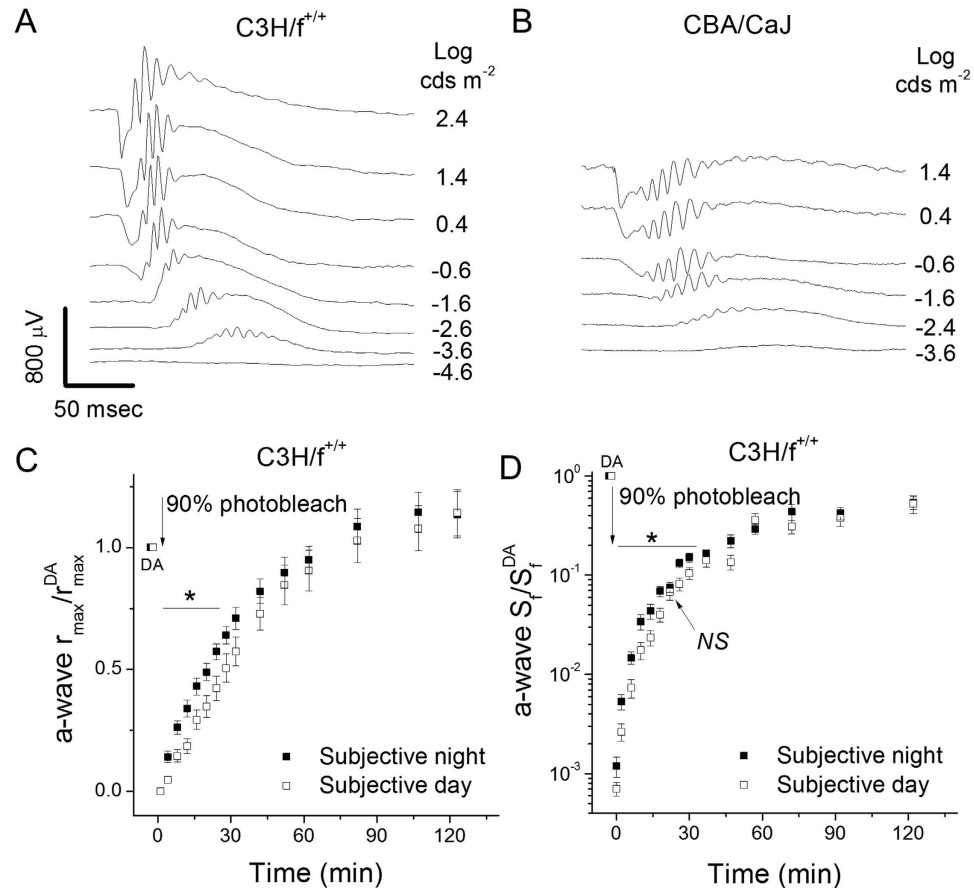 A
C3H/f+/+
Log
cds m-2
2.4
1.4
0.4
-0.6
-1.6
-2.6
-3.6
-4.6
800 μV
50 msec
B
CBA/CaJ
Log
cds m-2
1.4
0.4
-0.6
-1.6
-2.4
-3.6
C
C3H/f+/+
90% photobleach
DA
*
1.0
0.5
0.0
a-wave rmax/rDAmax
Subjective night
Subjective day
0 30 60 90 120
Time (min)
D
C3H/f+/+
DA
90% photobleach
*
NS
100
10-1
10-2
10-3
a-wave Sf/SfDA
Subjective night
Subjective day
0 30 60 90 120
Time (min)